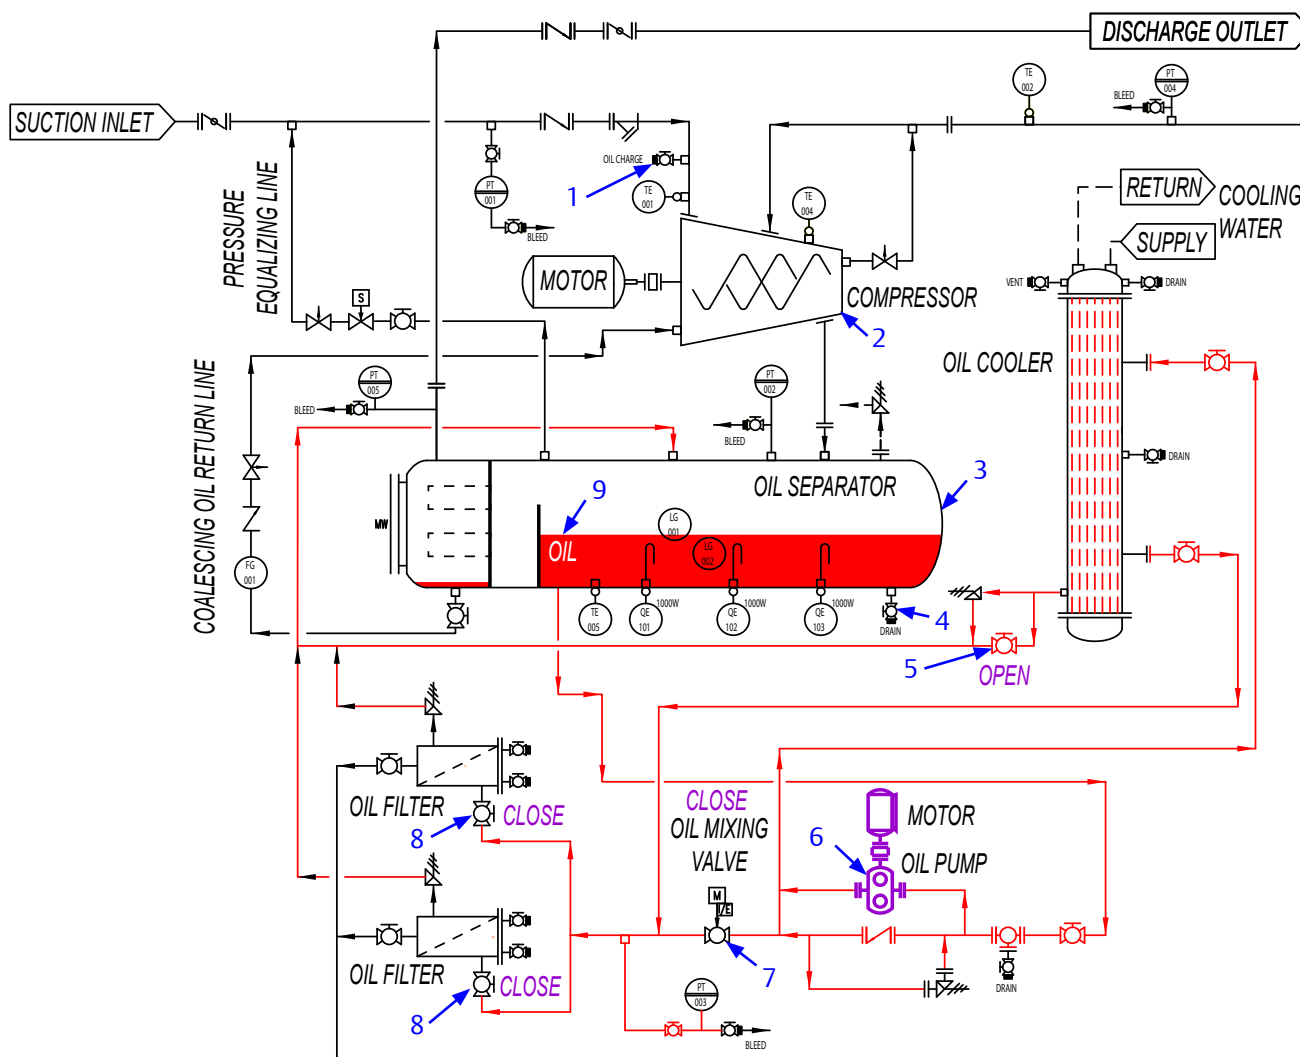 DISCHARGE OUTLET
SUCTION INLET
TE
002
PT
004
BLEED
OIL CHARGE
1
TE
001
PT
001
BLEED
TE
004
RETURN
COOLING
WATER
SUPPLY
PRESSURE
EQUALIZING LINE
S
MOTOR
COMPRESSOR
2
VENT
DRAIN
OIL COOLER
COALESCING OIL RETURN LINE
PT
005
BLEED
PT
002
BLEED
DRAIN
MW
OIL SEPARATOR
3
9
OIL
LG
001
LG
002
FG
001
TE
005
QE
101
1000W
QE
102
1000W
QE
103
1000W
DRAIN
4
5
OPEN
OIL FILTER
8
CLOSE
CLOSE
OIL MIXING
VALVE
M
I/E
7
6
MOTOR
OIL PUMP
OIL FILTER
8
CLOSE
PT
003
BLEED
DRAIN